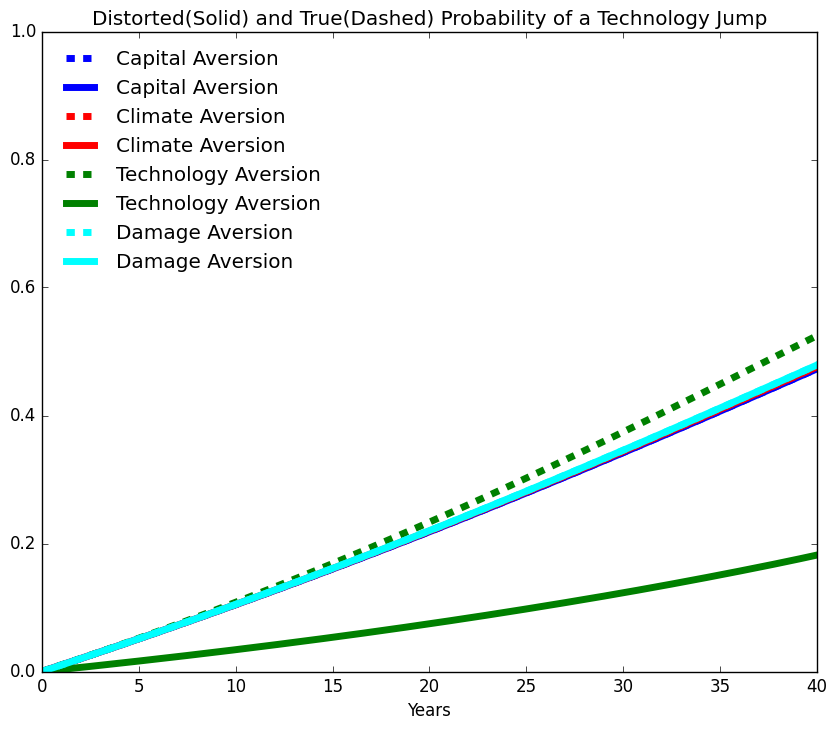 Distorted(Solid) and True(Dashed) Probability of a Technology Jump
1.0
Capital Aversion
Capital Aversion
Climate Aversion
Climate Aversion
Technology Aversion
Technology Aversion
Damage Aversion
Damage Aversion
0.8
0.6
0.4
0.2
0.0
0 5 10 15 20 25 30 35 40
Years